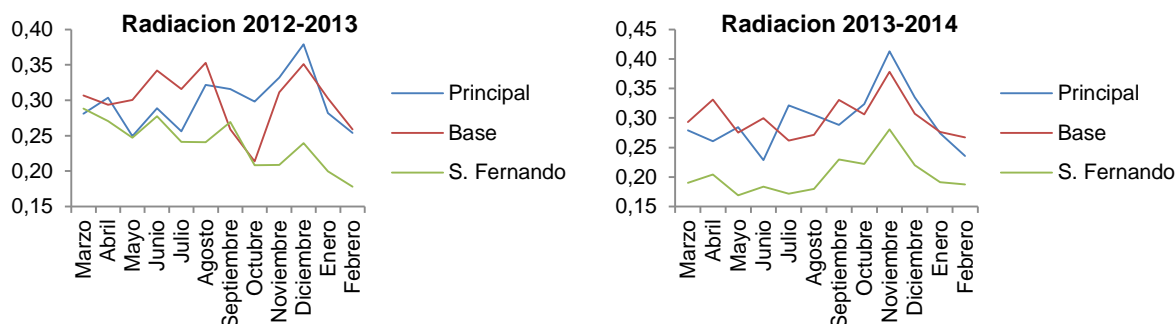 Radiacion 2012-2013
0,40
0,35
0,30
0,25
0,20
0,15
Marzo
Abril
Mayo
Junio
Julio
Agosto
Septiembre
Octubre
Noviembre
Diciembre
Enero
Febrero
Principal
Base
S. Fernando
Radiacion 2013-2014
0,45
0,40
0,35
0,30
0,25
0,20
0,15
Marzo
Abril
Mayo
Junio
Julio
Agosto
Septiembre
Octubre
Noviembre
Diciembre
Enero
Febrero
Principal
Base
S. Fernando